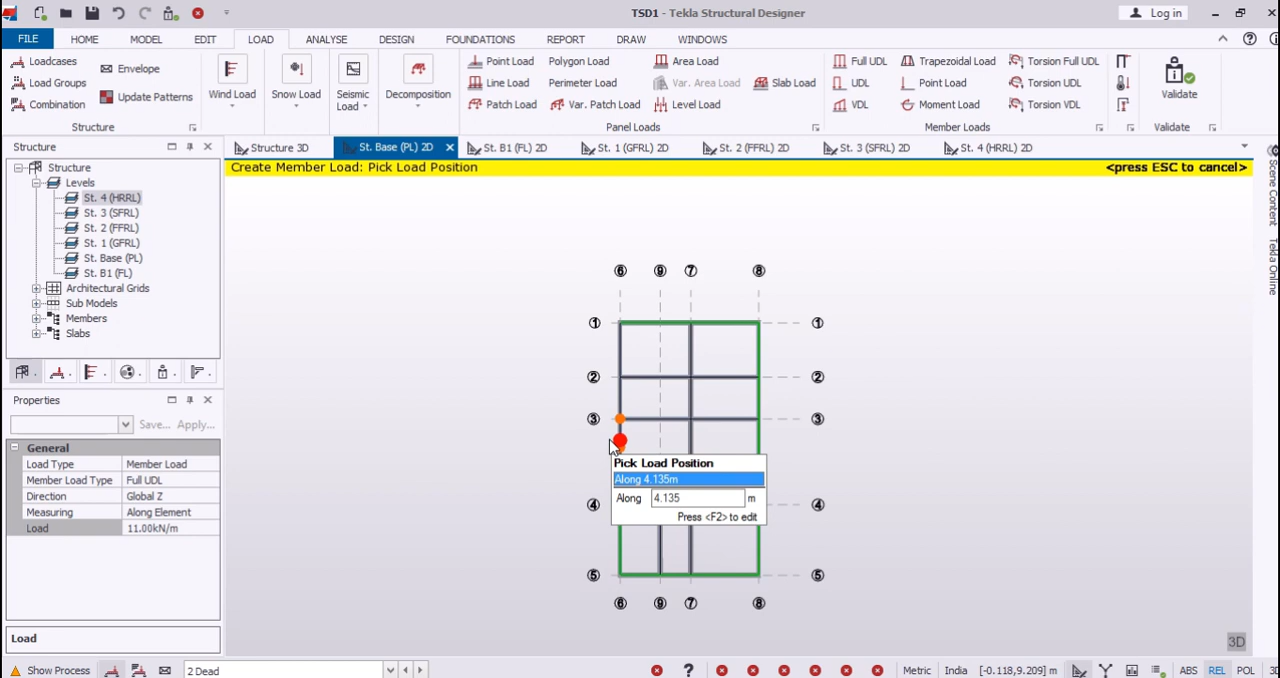 TSD1 - Tekla Structural Designer
Log in
FILE HOME MODEL EDIT LOAD ANALYSE DESIGN FOUNDATIONS REPORT DRAW WINDOWS
Loadcases
Load Groups
Combination
Envelope
Update Patterns
Structure
Wind Load
Snow Load
Seismic Load
Decomposition
Point Load
Line Load
Patch Load
Polygon Load
Perimeter Load
Var. Patch Load
Area Load
Var. Area Load
Level Load
Slab Load
Panel Loads
Full UDL
UDL
VDL
Trapezoidal Load
Point Load
Moment Load
Torsion Full UDL
Torsion UDL
Torsion VDL
Member Loads
Validate
Validate
Structure
Structure 3D
St. Base (PL) 2D
St. B1 (FL) 2D
St. 1 (GFRL) 2D
St. 2 (FFRL) 2D
St. 3 (SFRL) 2D
St. 4 (HRRL) 2D
Create Member Load: Pick Load Position
<press ESC to cancel>
Structure
Levels
St. 4 (HRRL)
St. 3 (SFRL)
St. 2 (FFRL)
St. 1 (GFRL)
St. Base (PL)
St. B1 (FL)
Architectural Grids
Sub Models
Members
Slabs
Properties
Save... Apply...
General
Load Type Member Load
Member Load Type Full UDL
Direction Global Z
Measuring Along Element
Load 11.00kN/m
Load
6 9 7 8
1 1
2 2
3 3
4 4
5 5
6 9 7 8
Pick Load Position
Along 4.135m
Along 4.135 m
Press <F2> to edit
Scene Content
Tekla Online
3D
Show Process
2 Dead
Metric India [-0.118,9.209] m
ABS REL POL